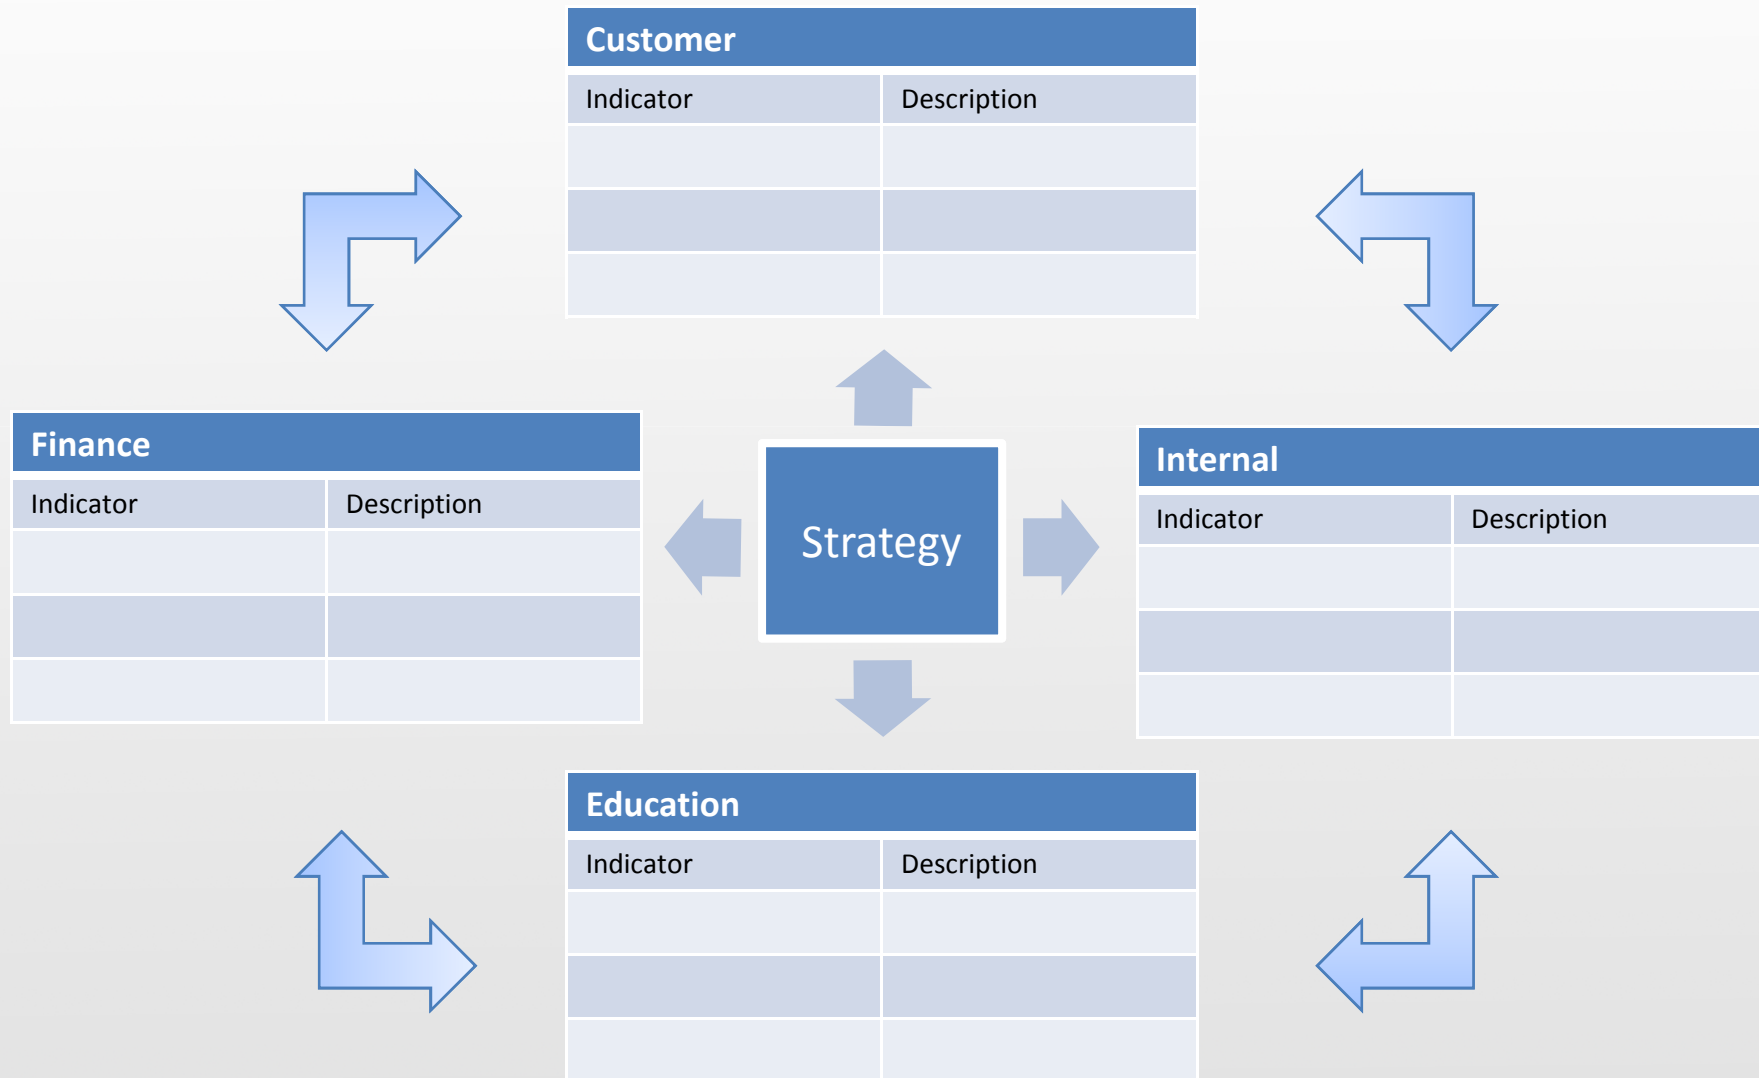 Customer
Indicator Description
Finance
Indicator Description
Strategy
Internal
Indicator Description
Education
Indicator Description